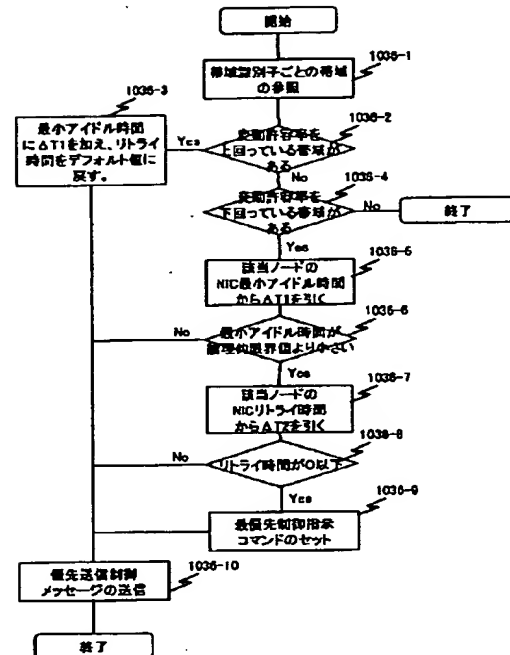 開始
1036-1
帯域識別子ごとの帯域
の参照
1036-3
最小アイドル時間
にΔT1を加え、リトライ
時間をデフォルト値に
戻す。
1036-2
変動許容率を
上回っている帯域が
ある
Yes
No
1036-4
変動許容率を
下回っている帯域が
ある
No
終了
Yes
1036-5
該当ノードの
NIC最小アイドル時間
からΔT1を引く
1036-6
最小アイドル時間が
論理的限界値より小さい
No
Yes
1036-7
該当ノードの
NICリトライ時間
からΔT2を引く
1036-8
リトライ時間が0以下
No
Yes
1036-9
最優先制御指示
コマンドのセット
1036-10
優先送信制御
メッセージの送信
終了